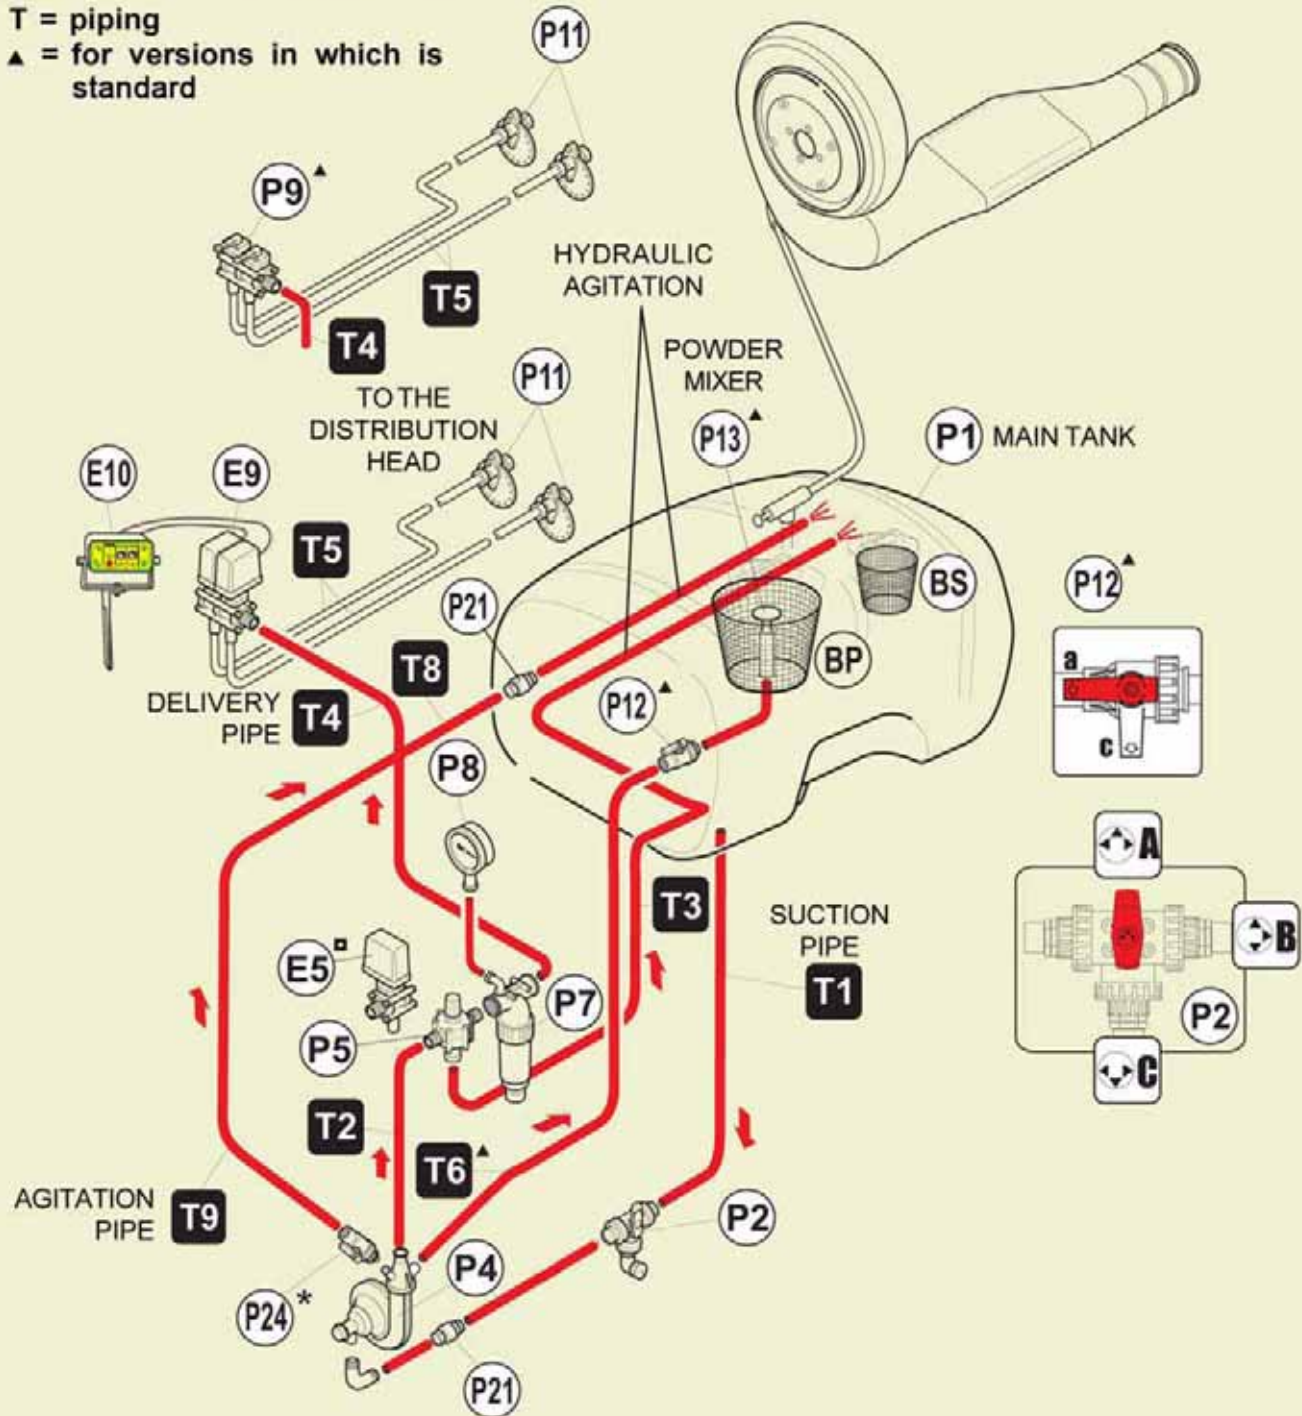 T = piping
▲ = for versions in which is
standard
P11
P9▲
T5
T4
HYDRAULIC
AGITATION
POWDER
MIXER
P13▲
P1 MAIN TANK
TO THE
DISTRIBUTION
HEAD
P11
E10
E9
T5
P21
BS
P12▲
a
c
BP
P12▲
T8
DELIVERY
PIPE T4
P8
A
B
P2
C
T3
SUCTION
PIPE
T1
E5
P7
P5
T2
T6▲
AGITATION
PIPE T9
P2
P4
P24*
P21